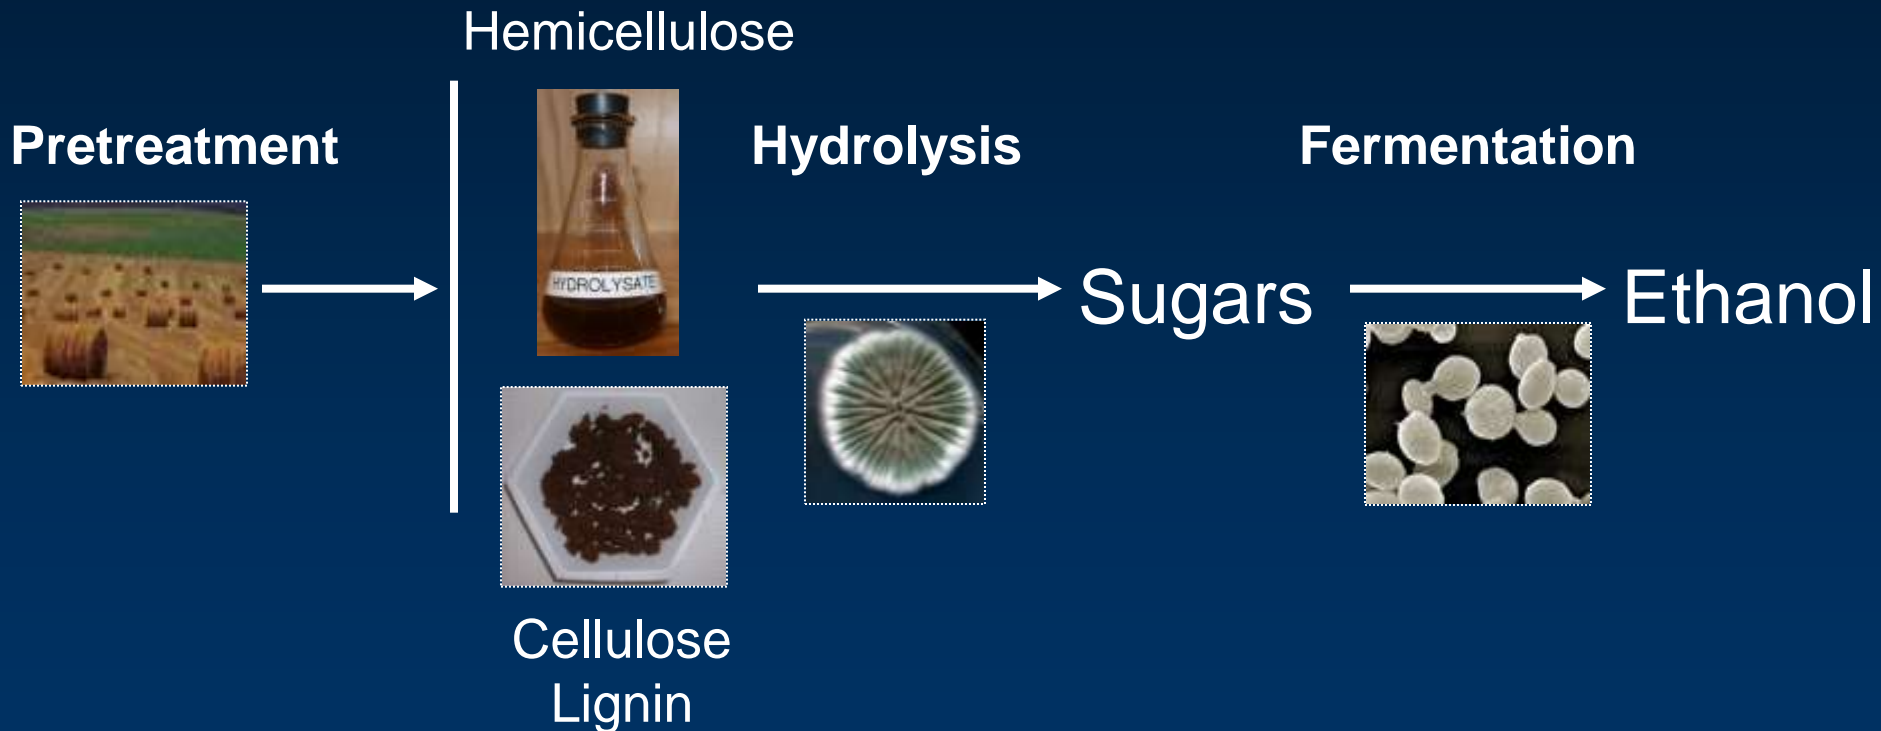 Hemicellulose
Pretreatment
Hydrolysis
Fermentation
HYDROLYSATE
Sugars
Ethanol
Cellulose
Lignin